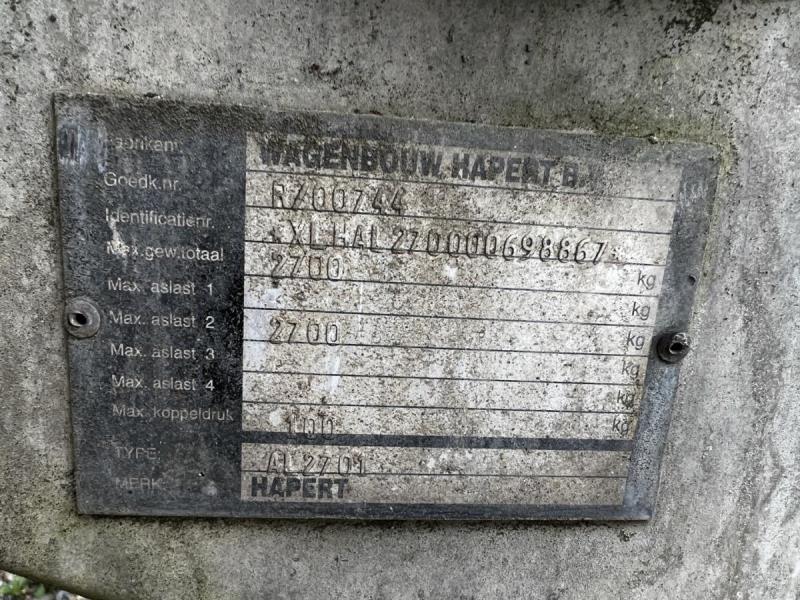 Fabrikant: WAGENBOUW HAPERT B.V.
Goedk.nr. RZ00744
Identificatienr. *XLHAL270000698867*
Max.gew.totaal 2700 kg
Max. aslast 1 kg
Max. aslast 2 2700 kg
Max. aslast 3 kg
Max. aslast 4 kg
Max. koppeldruk 100 kg
TYPE: AL2701
MERK: HAPERT